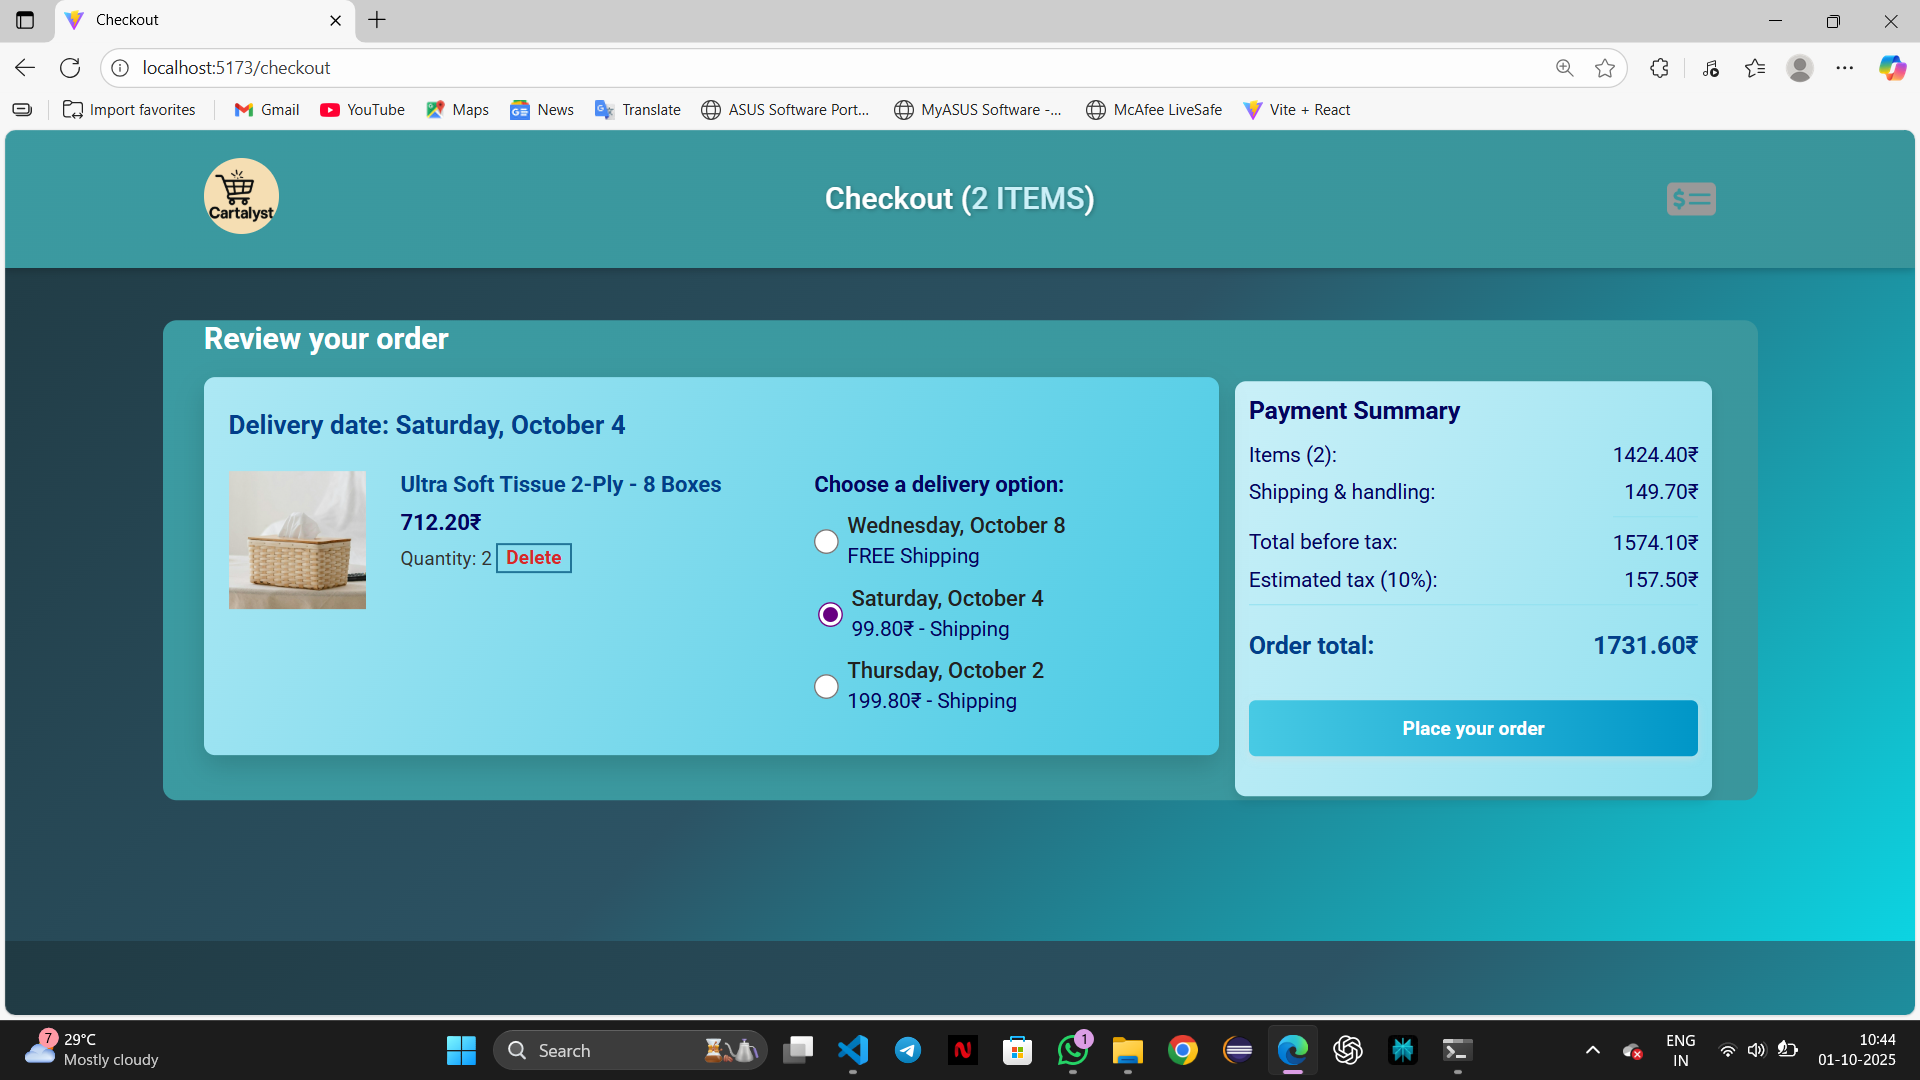 Checkout
localhost:5173/checkout
Import favorites
Gmail
YouTube
Maps
News
Translate
ASUS Software Port...
MyASUS Software -...
McAfee LiveSafe
Vite + React
Cartalyst
Checkout (2 ITEMS)
Review your order
Delivery date: Saturday, October 4
Ultra Soft Tissue 2-Ply - 8 Boxes
712.20₹
Quantity: 2 Delete
Choose a delivery option:
Wednesday, October 8
FREE Shipping
Saturday, October 4
99.80₹ - Shipping
Thursday, October 2
199.80₹ - Shipping
Payment Summary
Items (2): 1424.40₹
Shipping & handling: 149.70₹
Total before tax: 1574.10₹
Estimated tax (10%): 157.50₹
Order total: 1731.60₹
Place your order
7
29°C
Mostly cloudy
Search
1
ENG
IN
10:44
01-10-2025